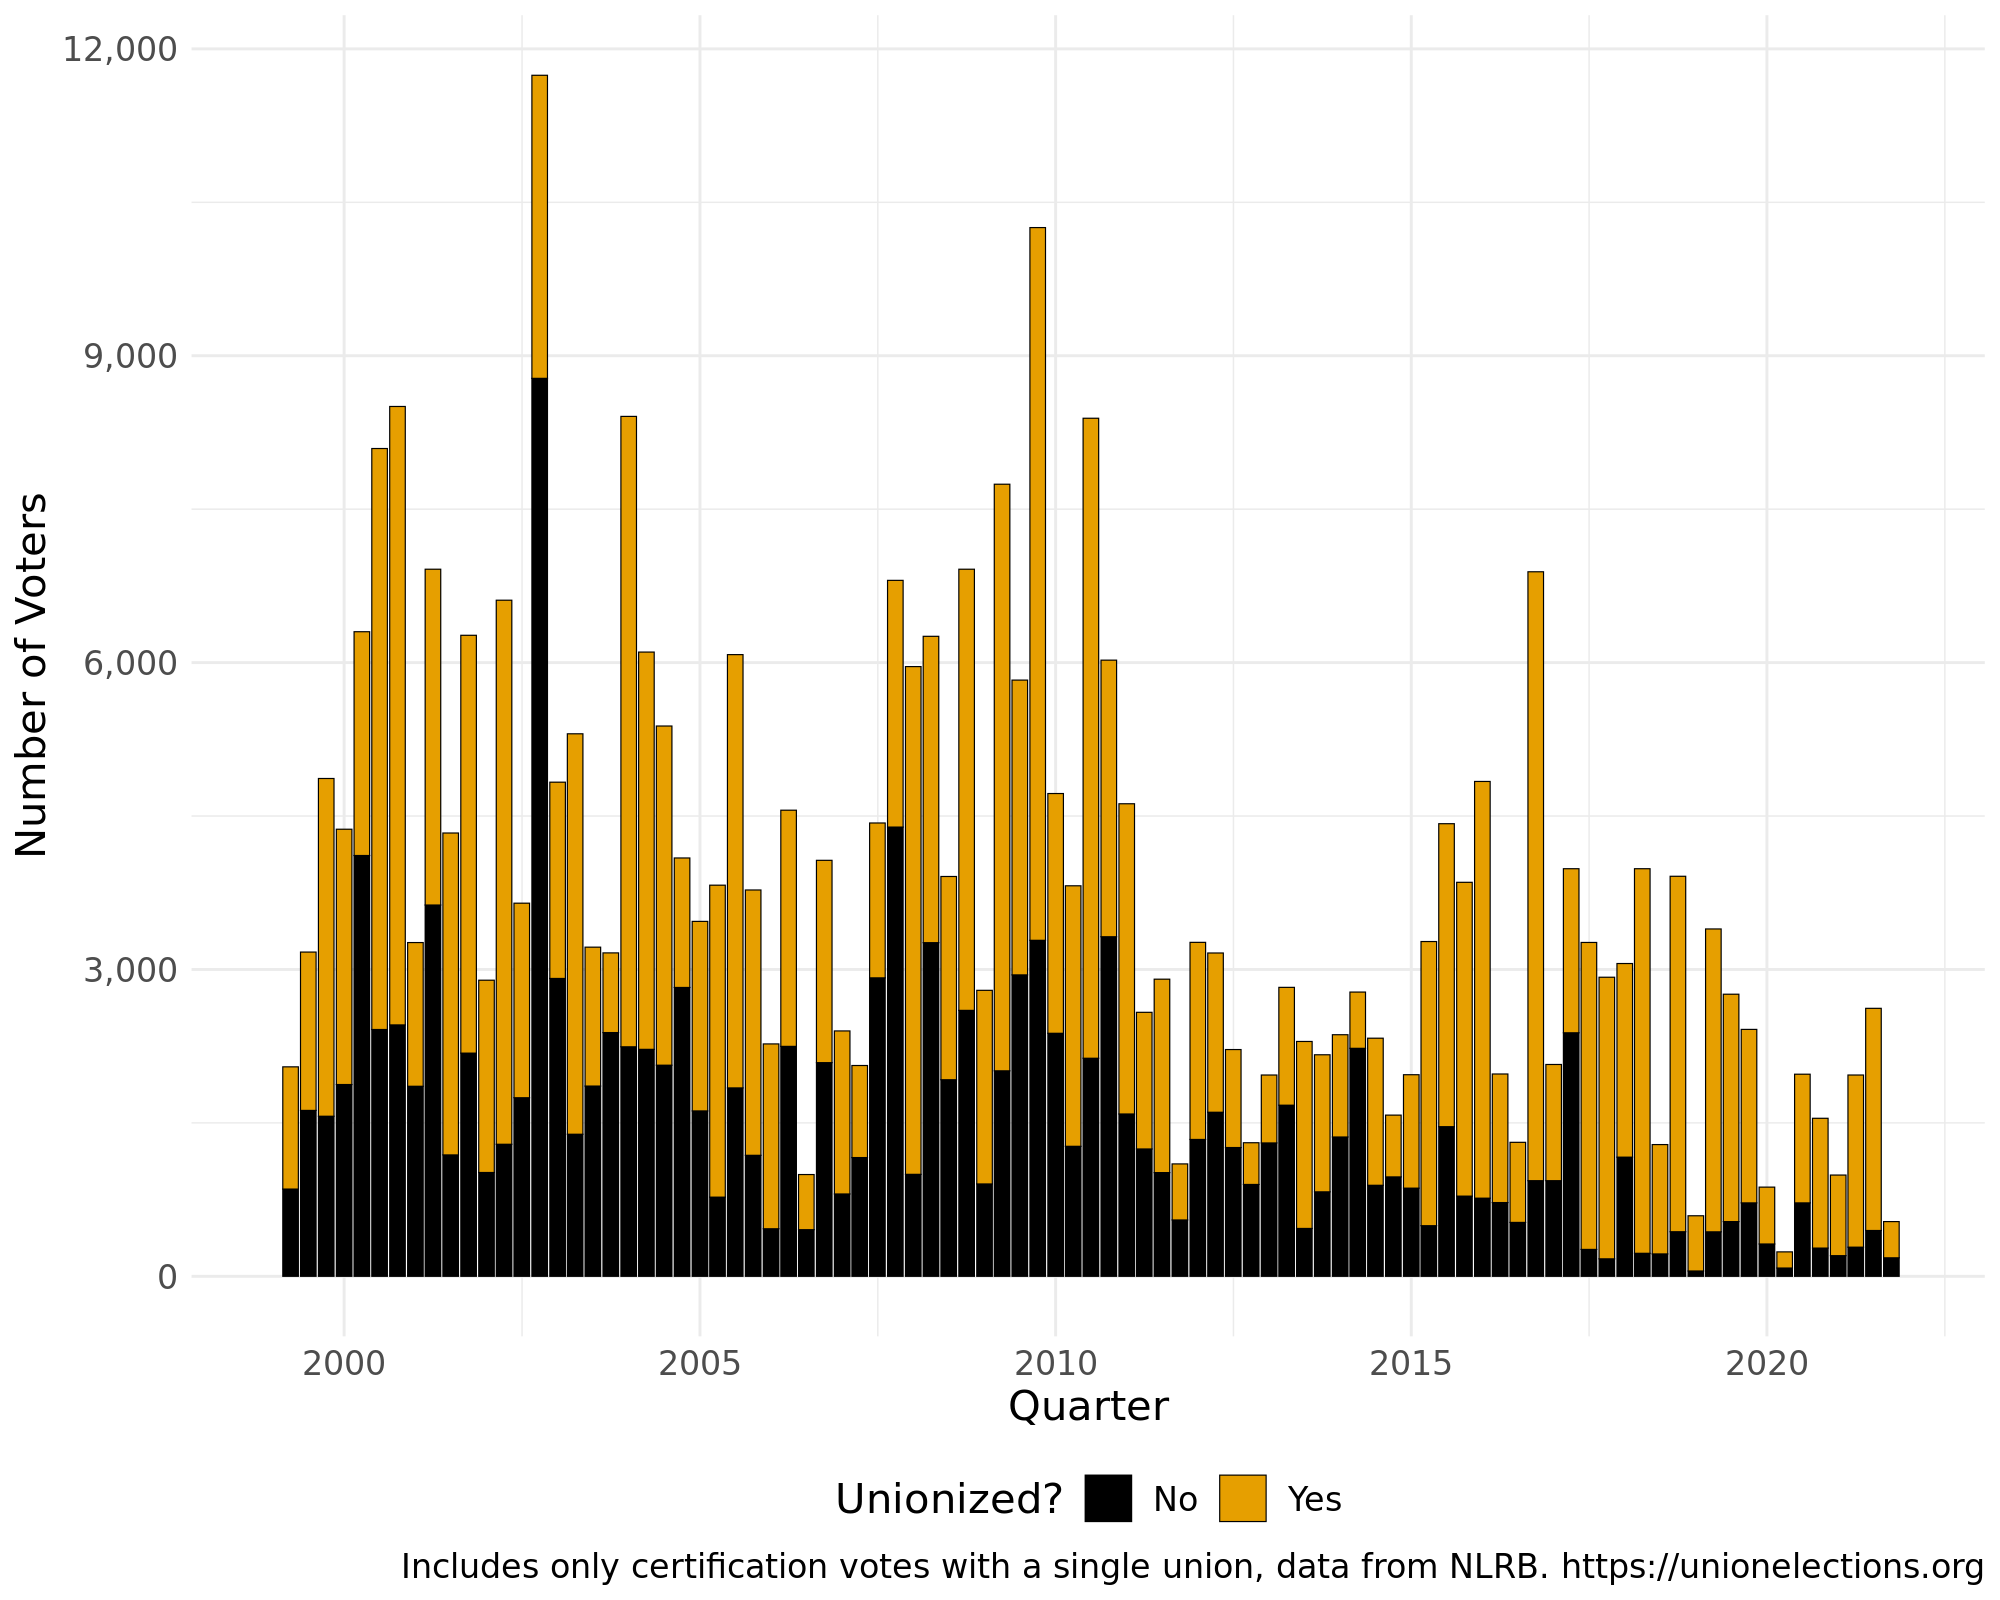 12,000
9,000
6,000
3,000
0
Number of Voters
2000 2005 2010 2015 2020
Quarter
Unionized? No Yes
Includes only certification votes with a single union, data from NLRB. https://unionelections.org